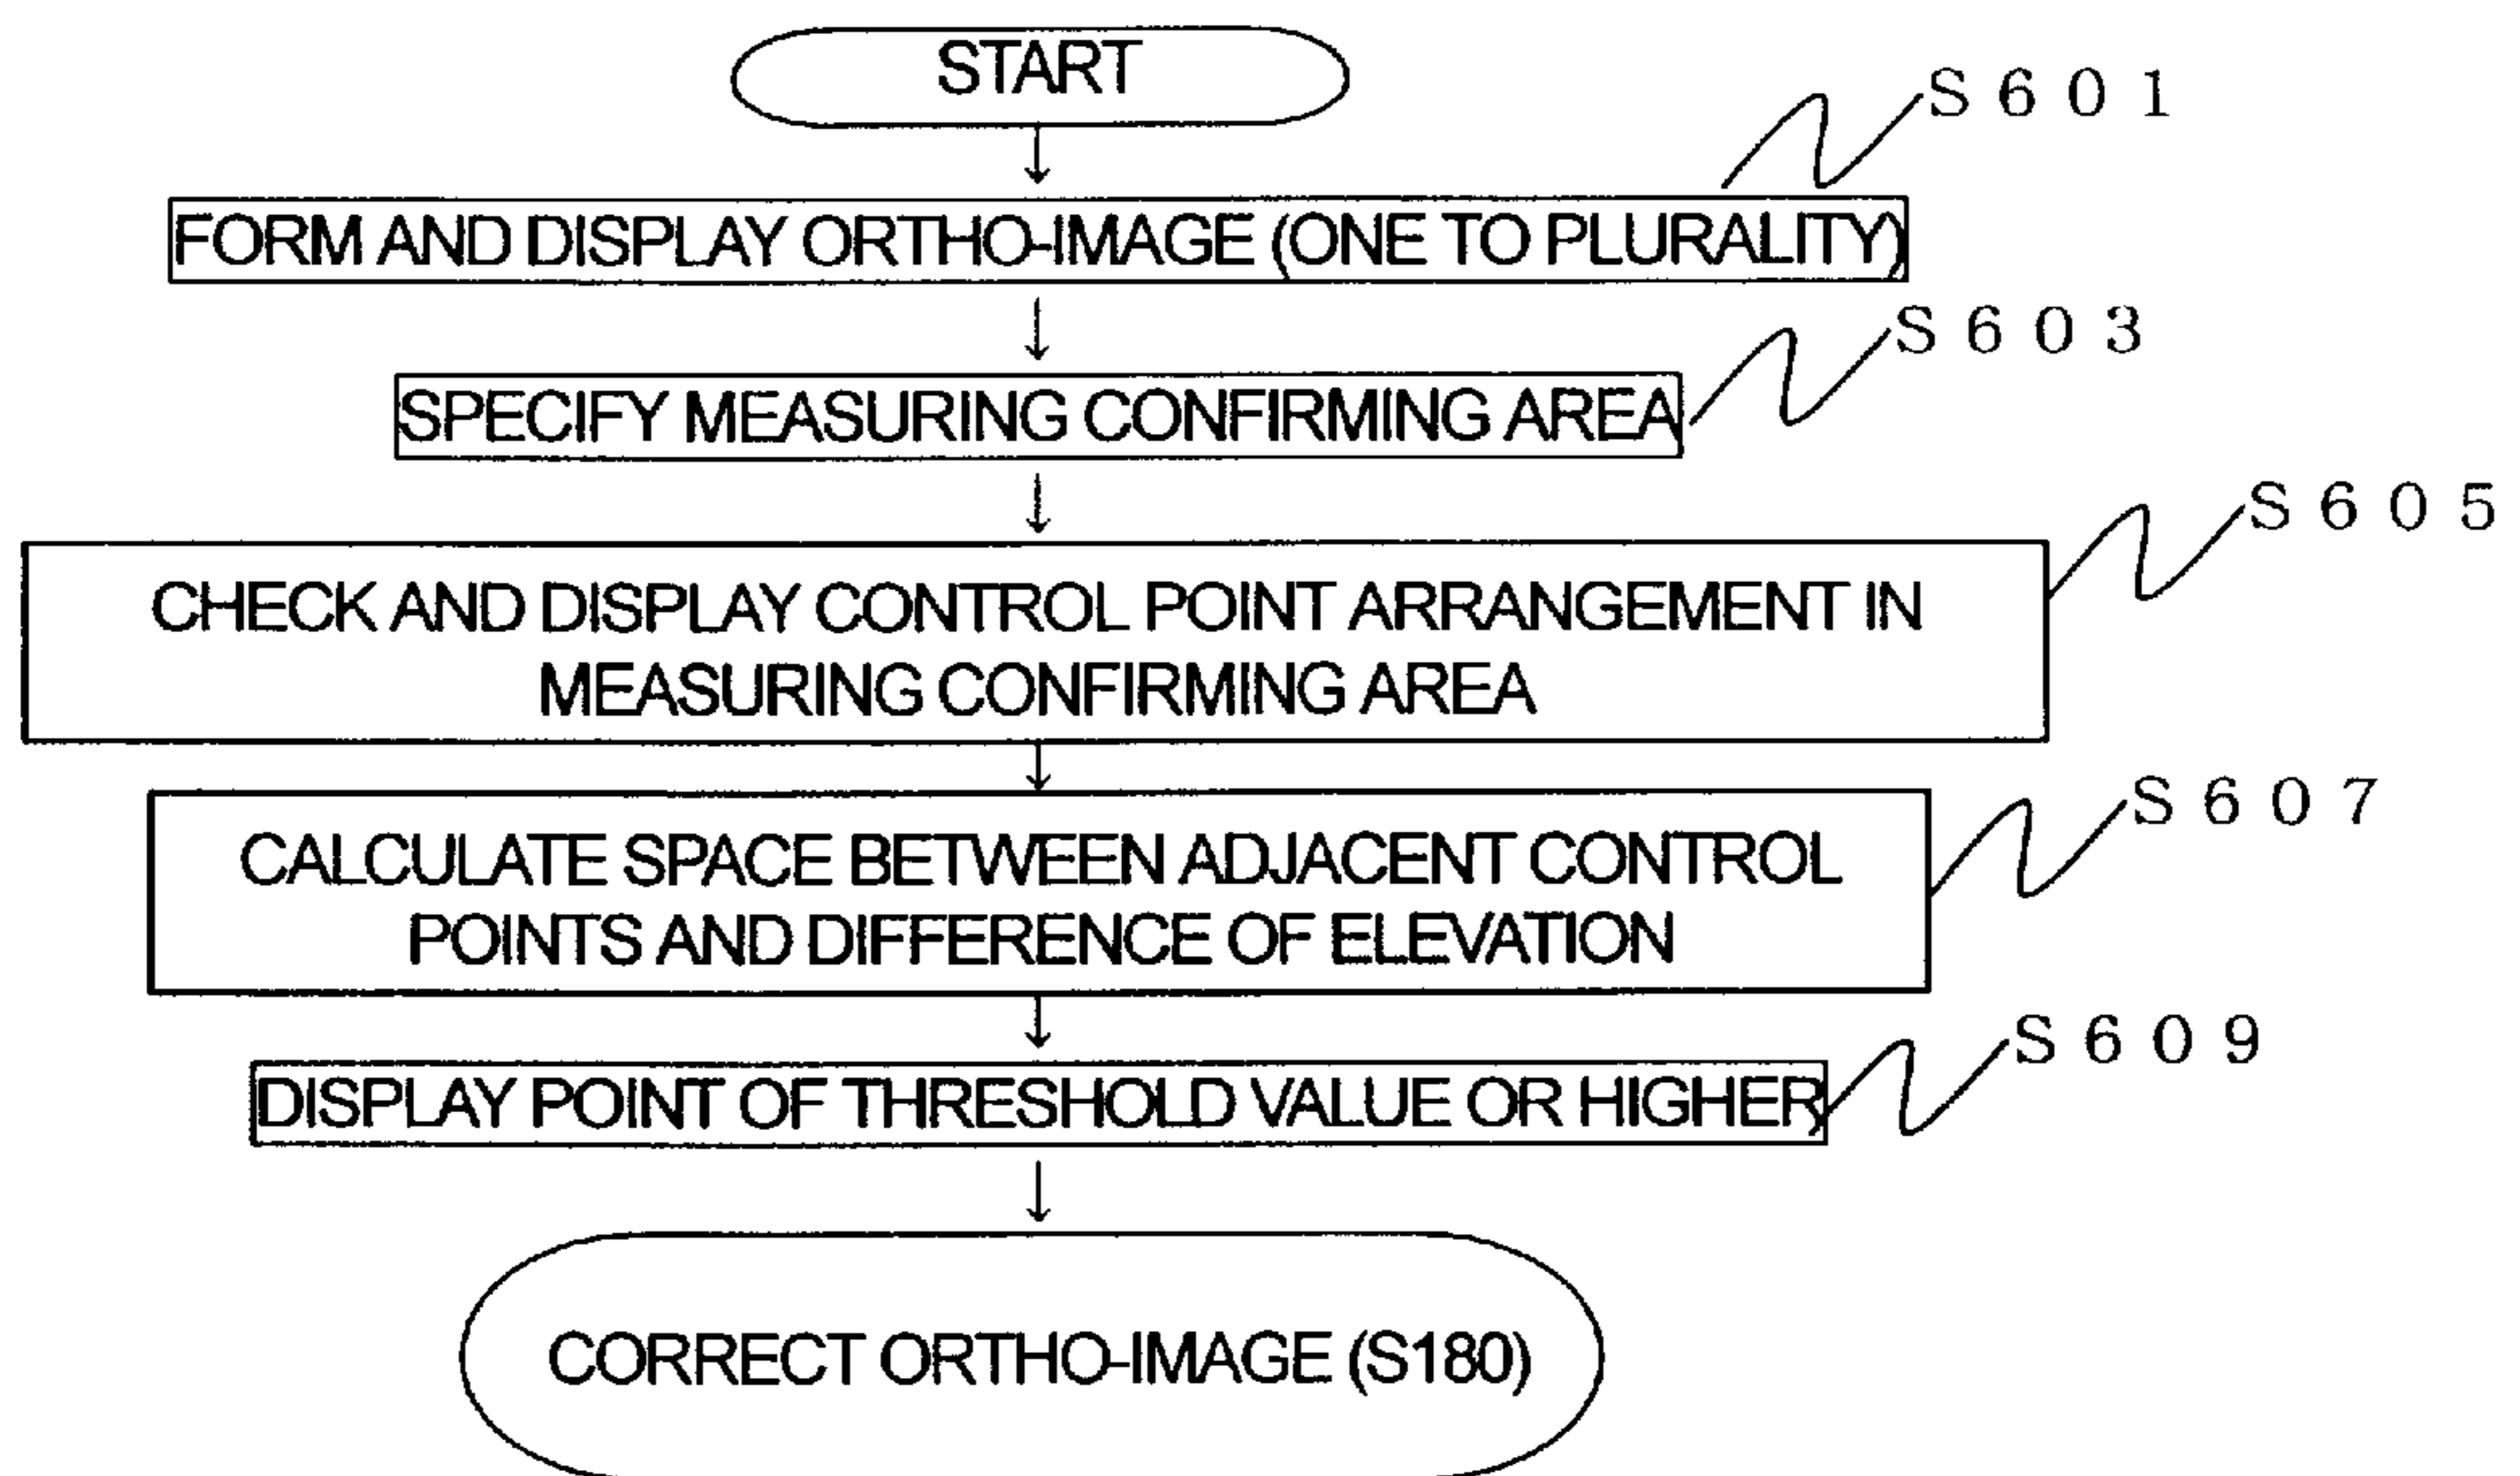 START
S601
FORM AND DISPLAY ORTHO-IMAGE (ONE TO PLURALITY)
S603
SPECIFY MEASURING CONFIRMING AREA
S605
CHECK AND DISPLAY CONTROL POINT ARRANGEMENT IN
MEASURING CONFIRMING AREA
S607
CALCULATE SPACE BETWEEN ADJACENT CONTROL
POINTS AND DIFFERENCE OF ELEVATION
S609
DISPLAY POINT OF THRESHOLD VALUE OR HIGHER
CORRECT ORTHO-IMAGE (S180)